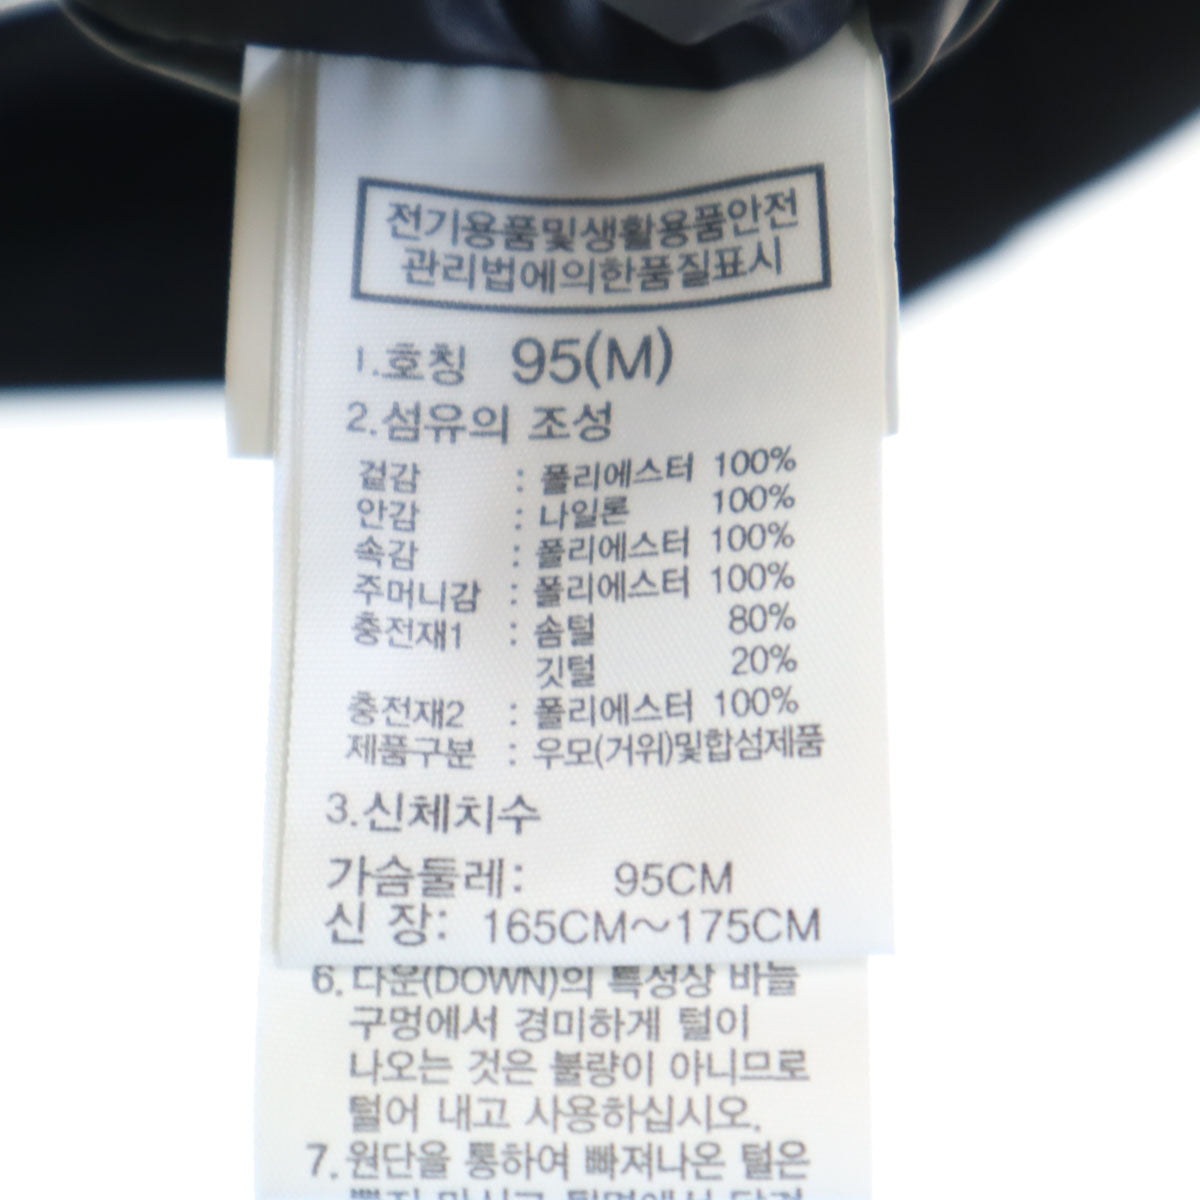 전기용품및생활용품안전
관리법에의한품질표시
1.호칭 95(M)
2.섬유의 조성
겉감 : 폴리에스터 100%
안감 : 나일론 100%
속감 : 폴리에스터 100%
주머니감 : 폴리에스터 100%
충전재1 : 솜털 80%
깃털 20%
충전재2 : 폴리에스터 100%
제품구분 : 우모(거위)및합섬제품
3.신체치수
가슴둘레: 95CM
신 장: 165CM~175CM
6.다운(DOWN)의 특성상 바늘
구멍에서 경미하게 털이
나오는 것은 불량이 아니므로
털어 내고 사용하십시오.
7.원단을 통하여 빠져나온 털은